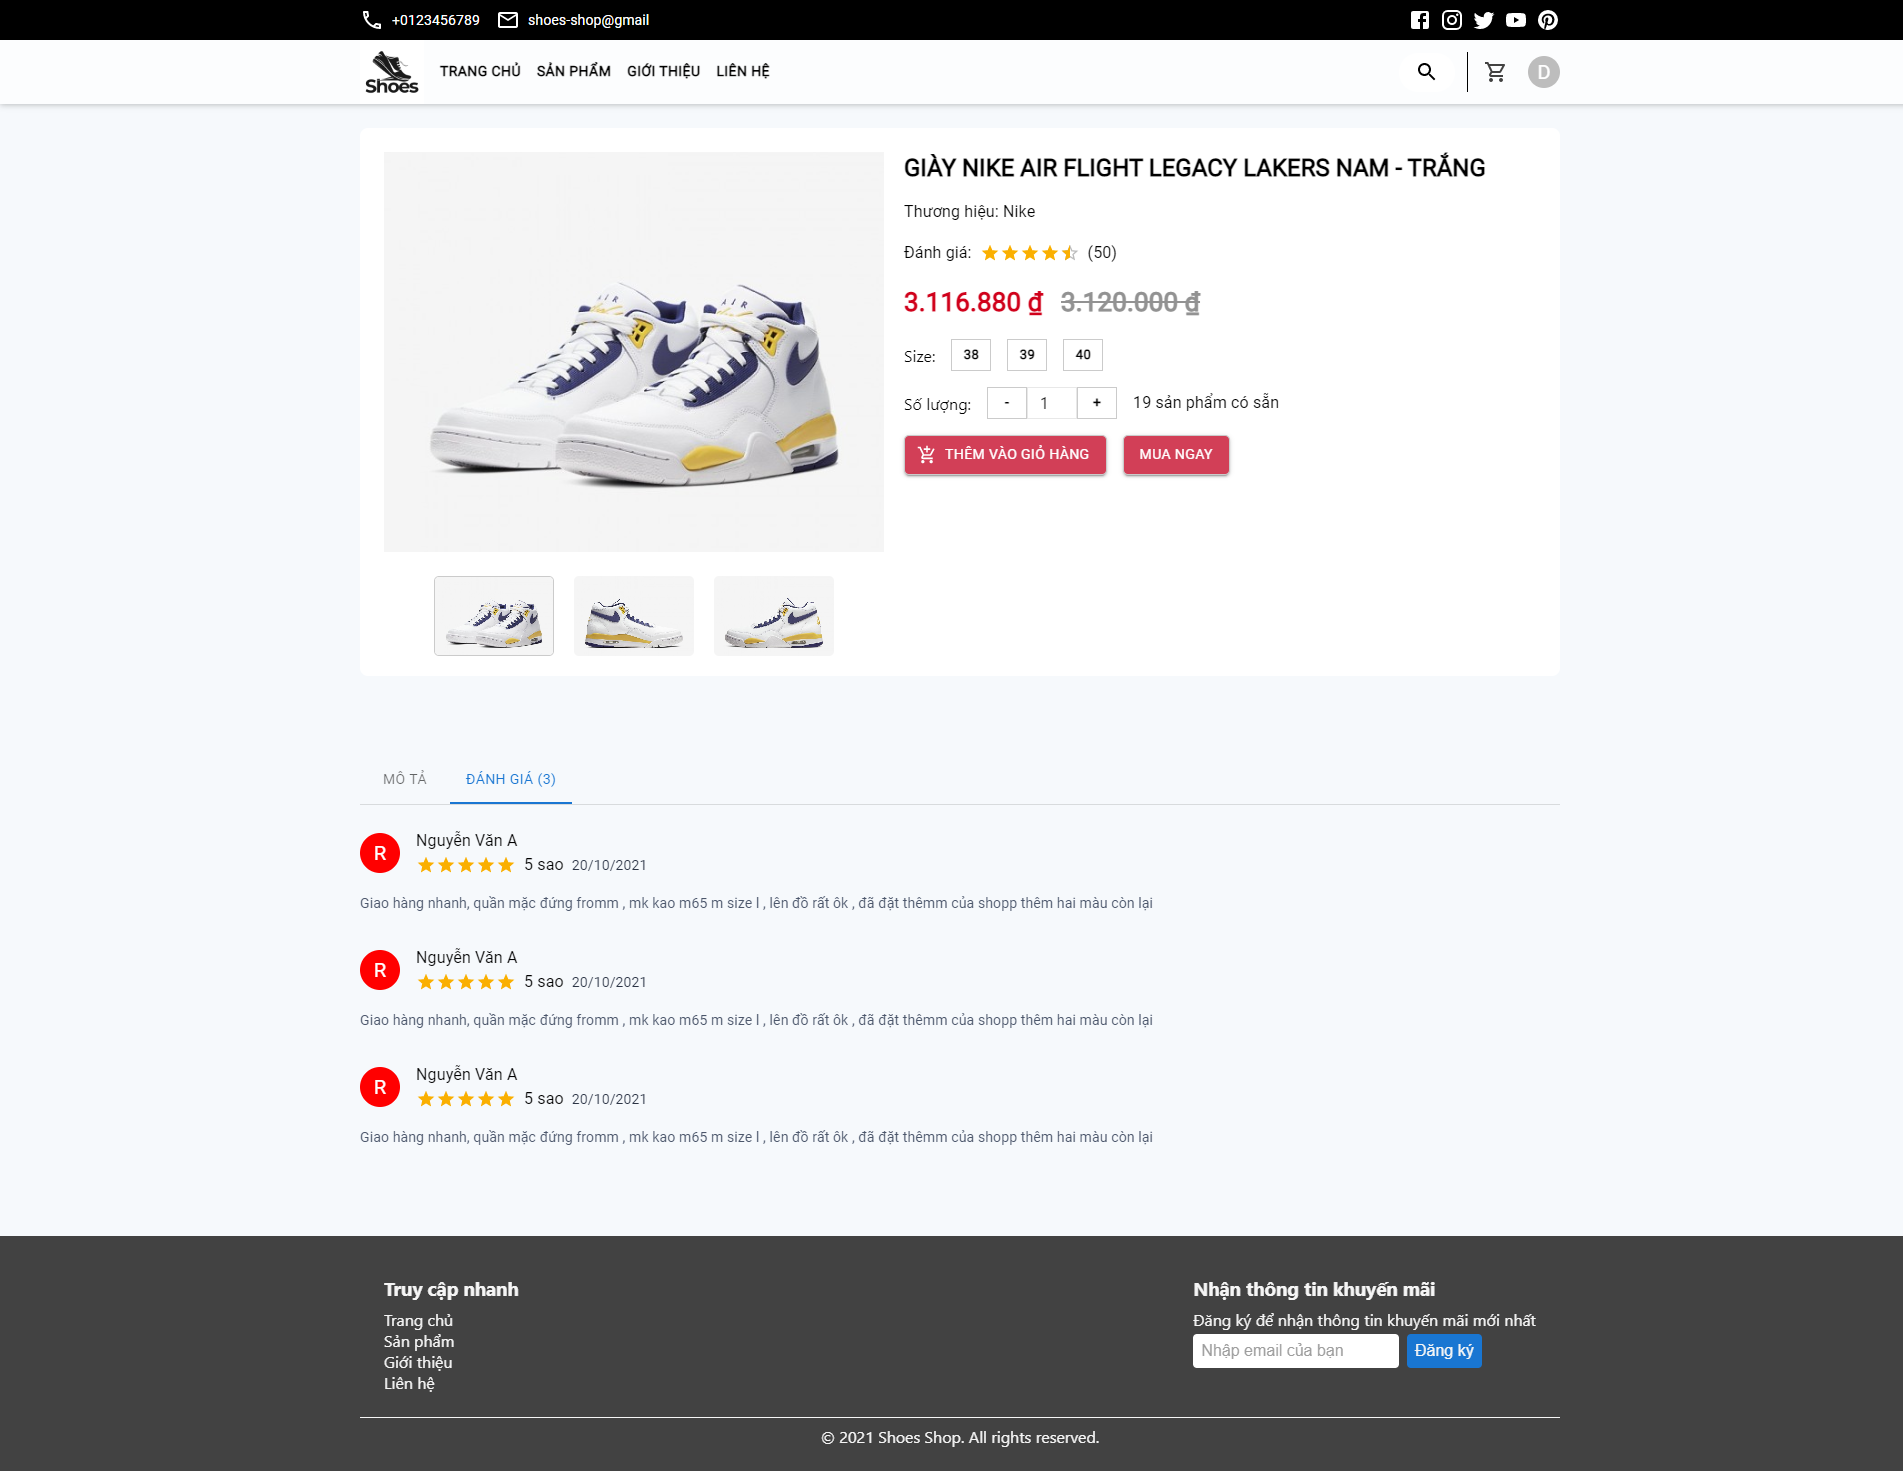 +0123456789 shoes-shop@gmail
Shoes TRANG CHỦ SẢN PHẨM GIỚI THIỆU LIÊN HỆ D
GIÀY NIKE AIR FLIGHT LEGACY LAKERS NAM - TRẮNG
Thương hiệu: Nike
Đánh giá: (50)
3.116.880 ₫ 3.120.000 ₫
Size: 38 39 40
Số lượng: - 1 + 19 sản phẩm có sẵn
THÊM VÀO GIỎ HÀNG MUA NGAY
AIR AIR
MÔ TẢ ĐÁNH GIÁ (3)
R Nguyễn Văn A
5 sao 20/10/2021
Giao hàng nhanh, quần mặc đứng fromm , mk kao m65 m size l , lên đồ rất ôk , đã đặt thêmm của shopp thêm hai màu còn lại
R Nguyễn Văn A
5 sao 20/10/2021
Giao hàng nhanh, quần mặc đứng fromm , mk kao m65 m size l , lên đồ rất ôk , đã đặt thêmm của shopp thêm hai màu còn lại
R Nguyễn Văn A
5 sao 20/10/2021
Giao hàng nhanh, quần mặc đứng fromm , mk kao m65 m size l , lên đồ rất ôk , đã đặt thêmm của shopp thêm hai màu còn lại
Truy cập nhanh
Trang chủ
Sản phẩm
Giới thiệu
Liên hệ
Nhận thông tin khuyến mãi
Đăng ký để nhận thông tin khuyến mãi mới nhất
Nhập email của bạn Đăng ký
© 2021 Shoes Shop. All rights reserved.